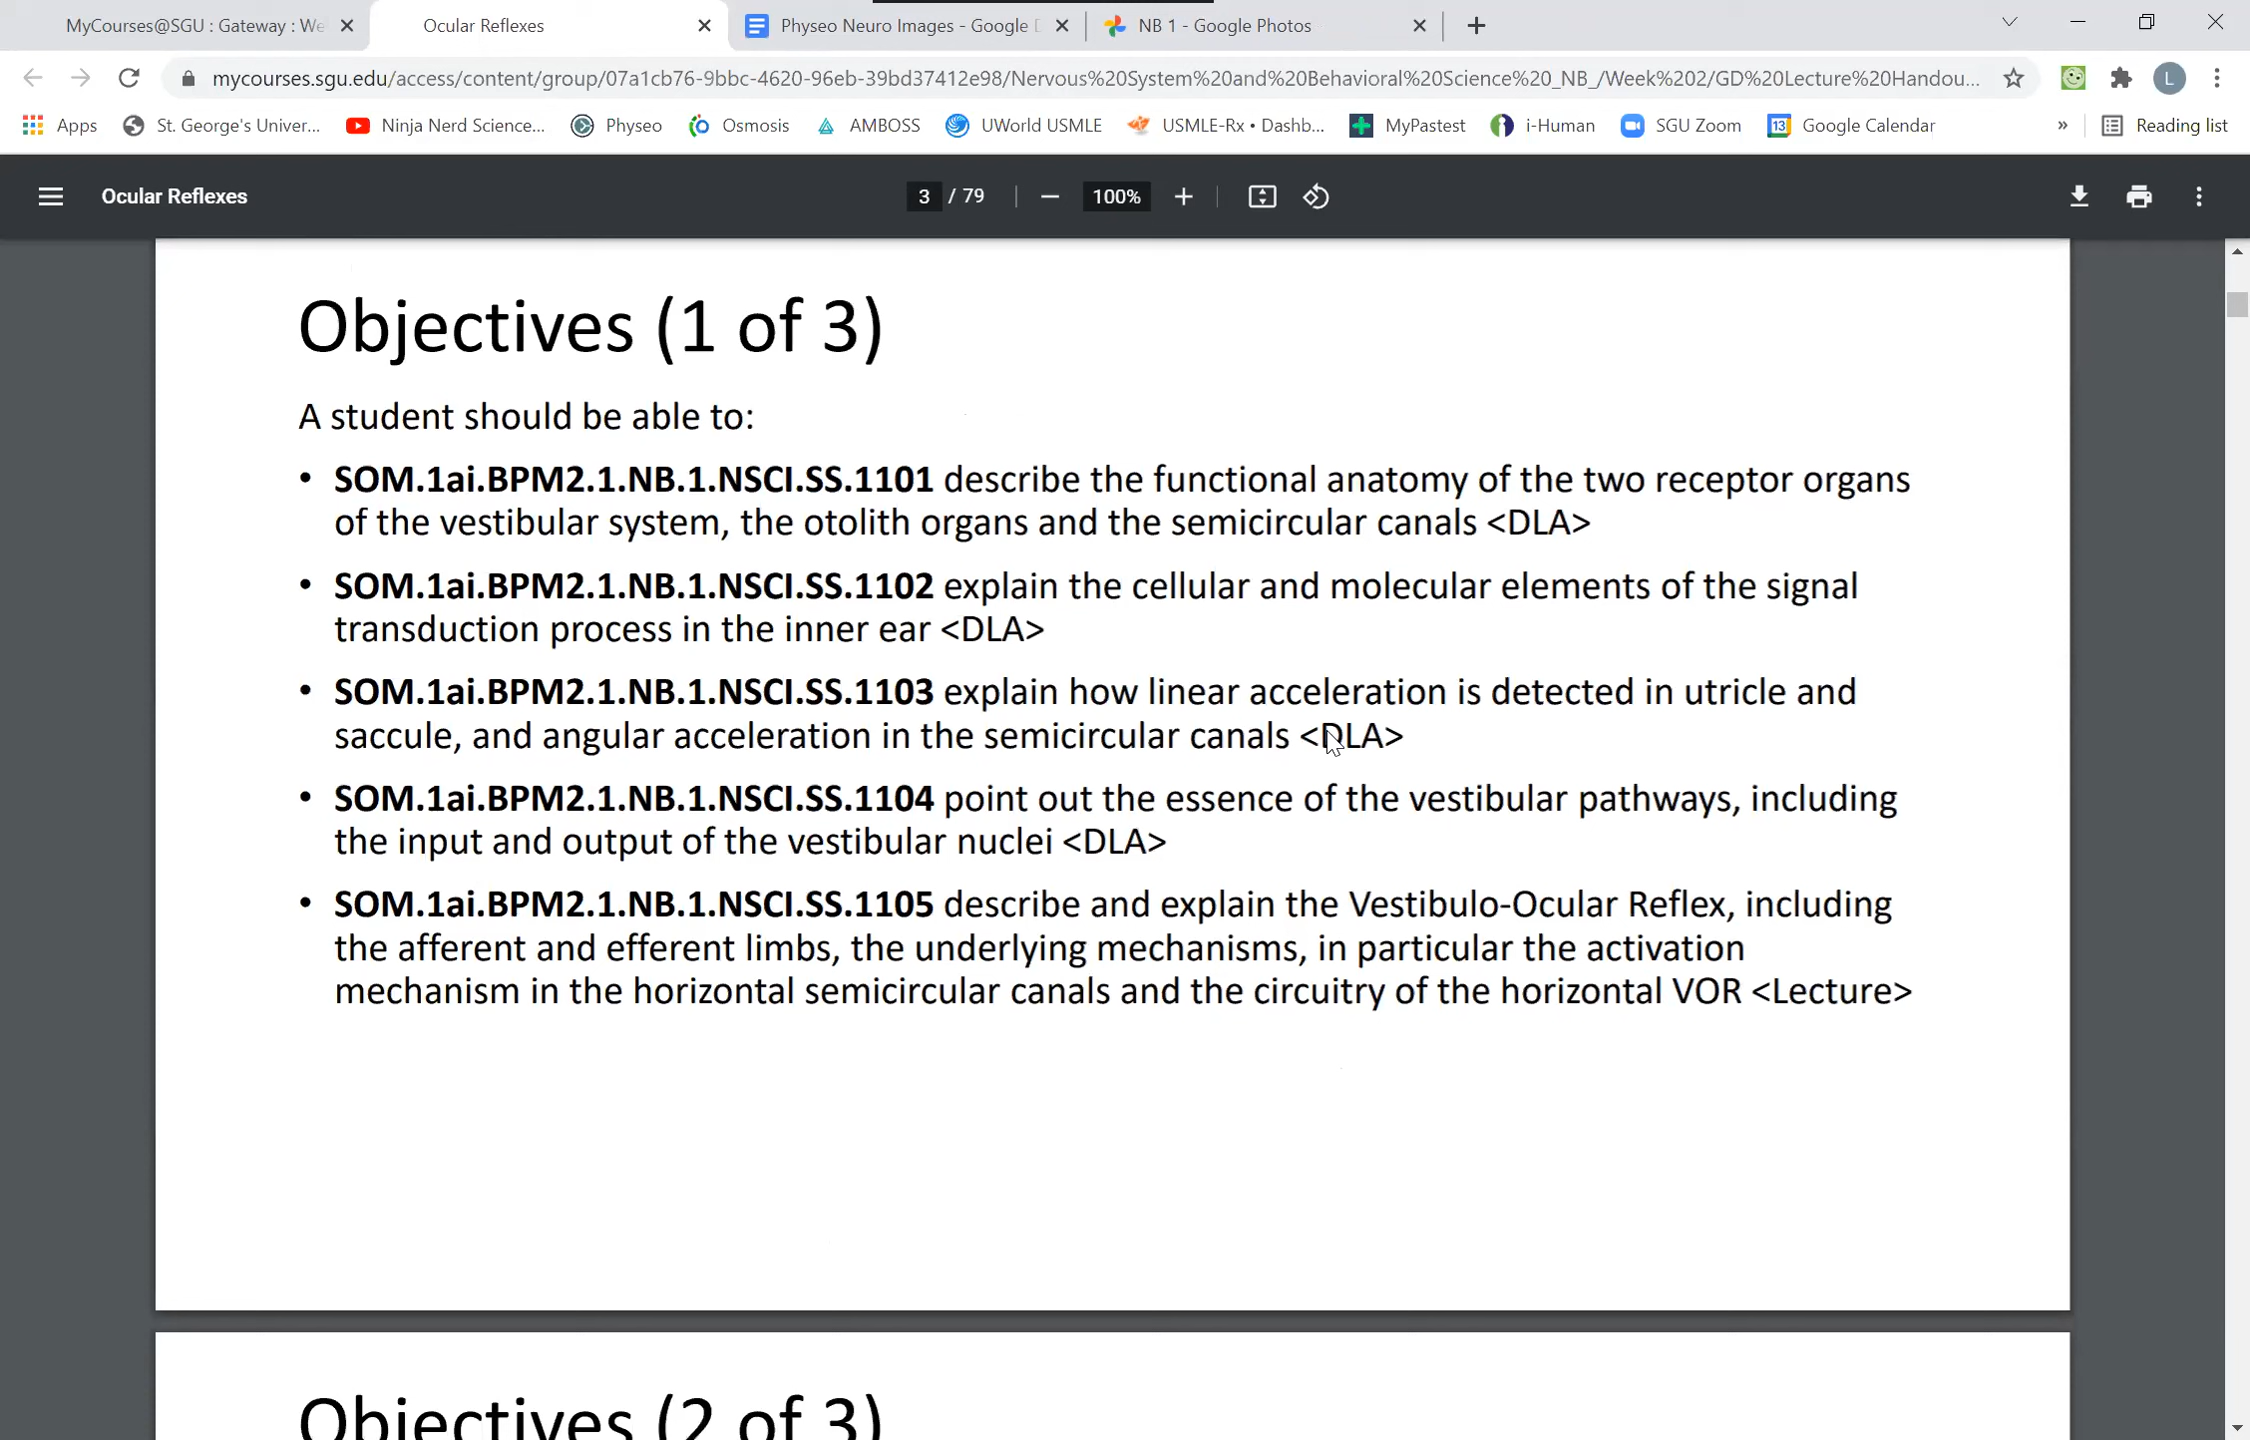 MyCourses@SGU : Gateway : We
Ocular Reflexes
Physeo Neuro Images - Google D
NB 1 - Google Photos
mycourses.sgu.edu/access/content/group/07a1cb76-9bbc-4620-96eb-39bd37412e98/Nervous%20System%20and%20Behavioral%20Science%20_NB_/Week%202/GD%20Lecture%20Handou...
L
Apps
St. George's Univer...
Ninja Nerd Science...
Physeo
Osmosis
AMBOSS
UWorld USMLE
USMLE-Rx • Dashb...
MyPastest
i-Human
SGU Zoom
13
Google Calendar
»
Reading list
Ocular Reflexes
3 / 79
100%
Objectives (1 of 3)
A student should be able to:
• SOM.1ai.BPM2.1.NB.1.NSCI.SS.1101 describe the functional anatomy of the two receptor organs
of the vestibular system, the otolith organs and the semicircular canals <DLA>
• SOM.1ai.BPM2.1.NB.1.NSCI.SS.1102 explain the cellular and molecular elements of the signal
transduction process in the inner ear <DLA>
• SOM.1ai.BPM2.1.NB.1.NSCI.SS.1103 explain how linear acceleration is detected in utricle and
saccule, and angular acceleration in the semicircular canals <DLA>
• SOM.1ai.BPM2.1.NB.1.NSCI.SS.1104 point out the essence of the vestibular pathways, including
the input and output of the vestibular nuclei <DLA>
• SOM.1ai.BPM2.1.NB.1.NSCI.SS.1105 describe and explain the Vestibulo-Ocular Reflex, including
the afferent and efferent limbs, the underlying mechanisms, in particular the activation
mechanism in the horizontal semicircular canals and the circuitry of the horizontal VOR <Lecture>
Objectives (2 of 3)